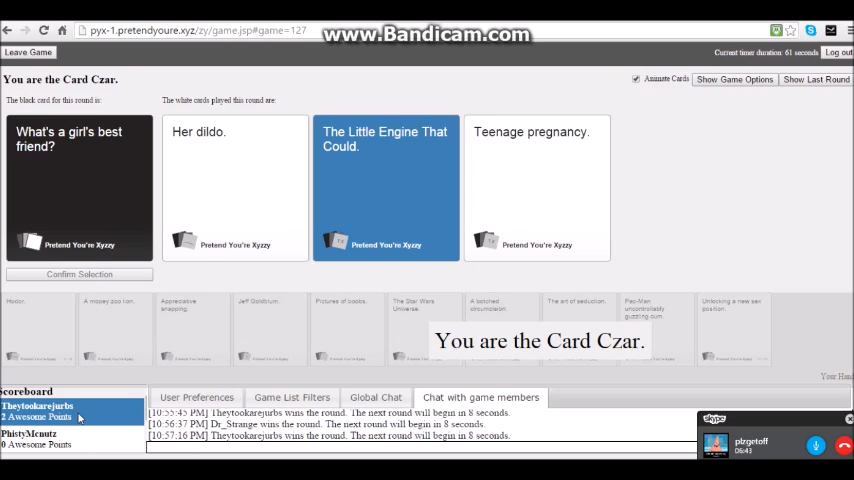 pyx-1.pretendyoure.xyz/zy/game.jsp#game=127
www.Bandicam.com
Leave Game
Current timer duration: 61 seconds
Log out
You are the Card Czar.
Animate Cards
Show Game Options
Show Last Round
The black card for this round is:
The white cards played this round are:
What's a girl's best
friend?
Pretend You're Xyzzy
Her dildo.
Pretend You're Xyzzy
The Little Engine That
Could.
Pretend You're Xyzzy
Teenage pregnancy.
Pretend You're Xyzzy
Confirm Selection
Hodor.
A mopey zoo lion.
Appreciative
snapping.
Jeff Goldblum.
Pictures of boobs.
The Star Wars
Universe.
A botched
circumcision.
The art of seduction.
Pac-Man
uncontrollably
guzzling cum.
Unlocking a new sex
position.
You are the Card Czar.
Your Hand
Scoreboard
Theytookarejurbs
2 Awesome Points
PhistyMcnutz
0 Awesome Points
User Preferences
Game List Filters
Global Chat
Chat with game members
[10:55:45 PM] Theytookarejurbs wins the round. The next round will begin in 8 seconds.
[10:56:37 PM] Dr_Strange wins the round. The next round will begin in 8 seconds.
[10:57:16 PM] Theytookarejurbs wins the round. The next round will begin in 8 seconds.
skype
plzgetoff
06:43